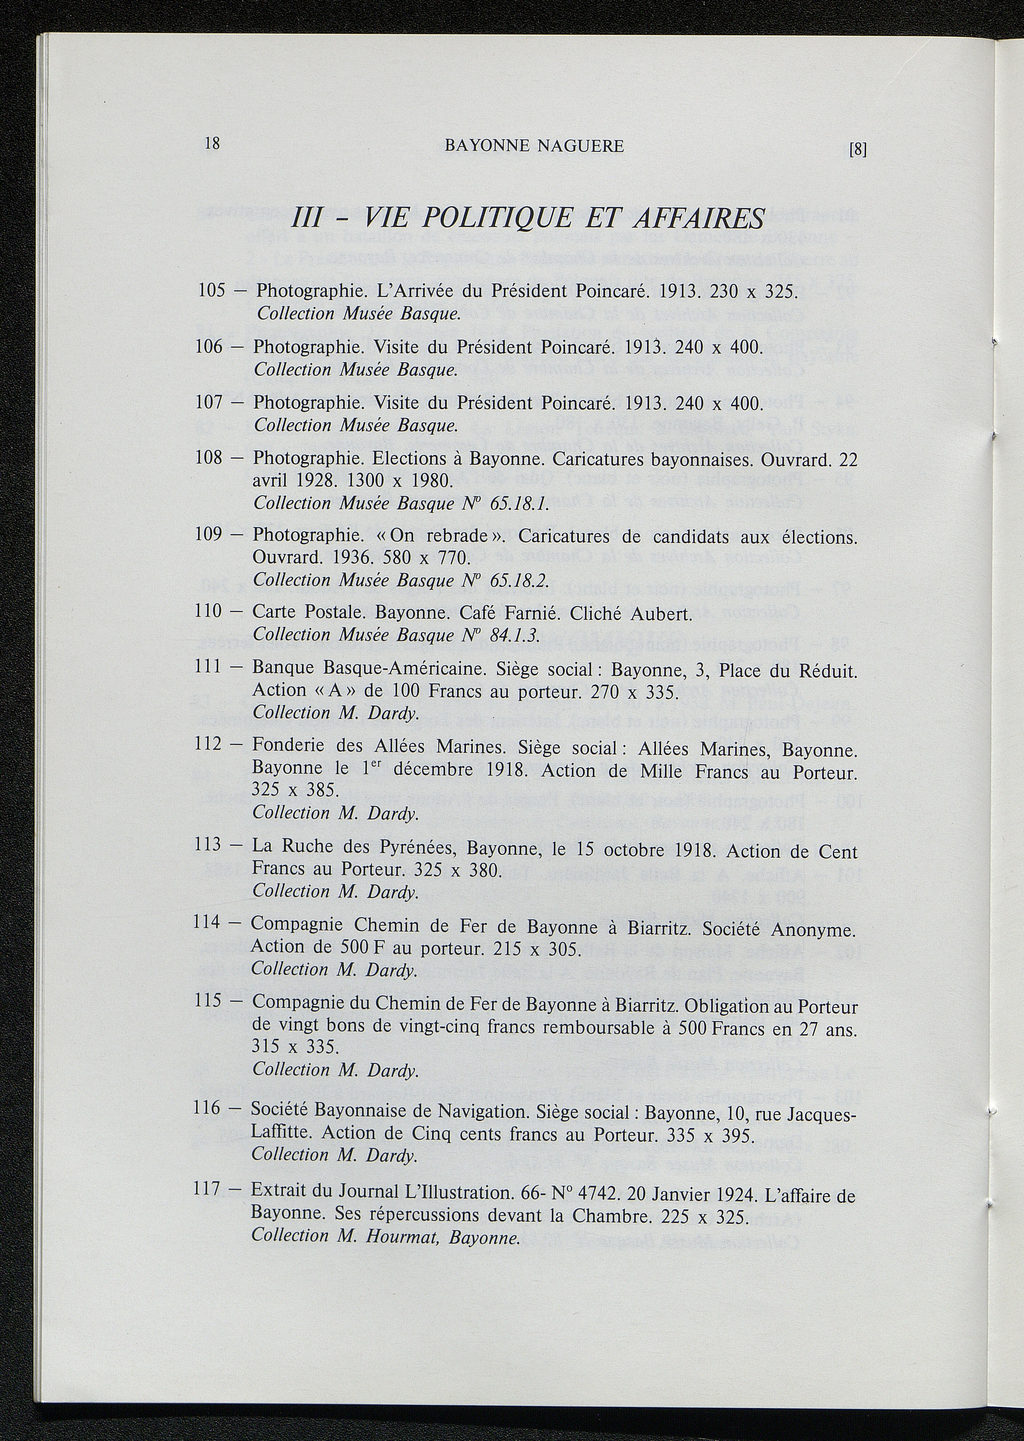 18 BAYONNE NAGUERE [8]
III - VIE POLITIQUE ET AFFAIRES
105 — Photographie. L'Arrivée du Président Poincaré. 1913. 230 x 325.
Collection Musée Basque.
106 — Photographie. Visite du Président Poincaré. 1913. 240 x 400.
Collection Musée Basque.
107 — Photographie. Visite du Président Poincaré. 1913. 240 x 400.
Collection Musée Basque.
108 — Photographie. Elections à Bayonne. Caricatures bayonnaises. Ouvrard. 22
avril 1928. 1300 x 1980.
Collection Musée Basque N° 65.18.1.
109 — Photographie. «On rebrade». Caricatures de candidats aux élections.
Ouvrard. 1936. 580 x 770.
Collection Musée Basque N° 65.18.2.
110 — Carte Postale. Bayonne. Café Farnié. Cliché Aubert.
Collection Musée Basque N° 84.1.3.
111 — Banque Basque-Américaine. Siège social : Bayonne, 3, Place du Réduit.
Action «A» de 100 Francs au porteur. 270 x 335.
Collection M. Dardy.
112 — Fonderie des Allées Marines. Siège social : Allées Marines, Bayonne.
Bayonne le 1er décembre 1918. Action de Mille Francs au Porteur.
325 x 385.
Collection M. Dardy.
113 — La Ruche des Pyrénées, Bayonne, le 15 octobre 1918. Action de Cent
Francs au Porteur. 325 x 380.
Collection M. Dardy.
114 — Compagnie Chemin de Fer de Bayonne à Biarritz. Société Anonyme.
Action de 500 F au porteur. 215 x 305.
Collection M. Dardy.
115 — Compagnie du Chemin de Fer de Bayonne à Biarritz. Obligation au Porteur
de vingt bons de vingt-cinq francs remboursable à 500 Francs en 27 ans.
315 x 335.
Collection M. Dardy.
116 — Société Bayonnaise de Navigation. Siège social : Bayonne, 10, rue Jacques-
Laffitte. Action de Cinq cents francs au Porteur. 335 x 395.
Collection M. Dardy.
117 — Extrait du Journal L'Illustration. 66- N° 4742. 20 Janvier 1924. L'affaire de
Bayonne. Ses répercussions devant la Chambre. 225 x 325.
Collection M. Hourmat, Bayonne.